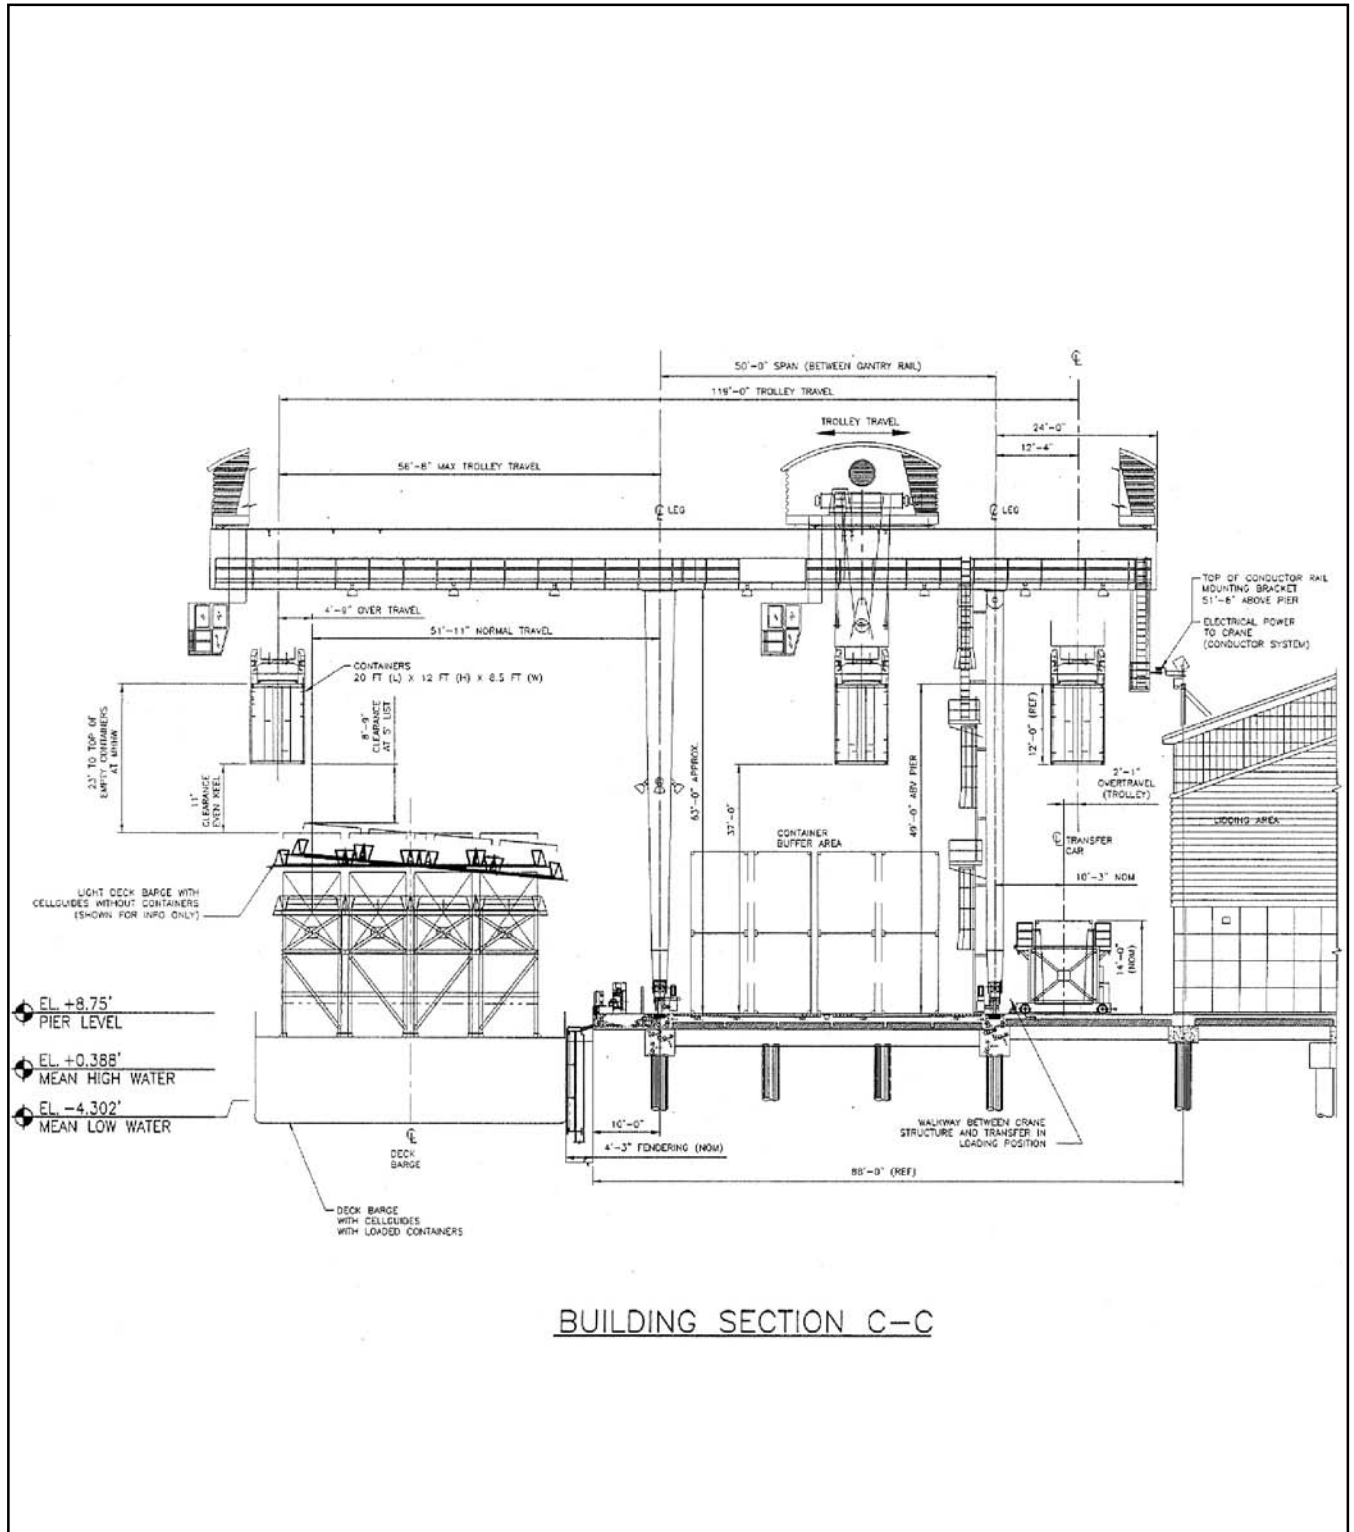 50'-0" SPAN (BETWEEN GANTRY RAIL)
119'-0" TROLLEY TRAVEL
TROLLEY TRAVEL
24'-0"
12'-4"
56'-8" MAX TROLLEY TRAVEL
℄ LEG
℄ LEG
TOP OF CONDUCTOR RAIL
MOUNTING BRACKET
51'-6" ABOVE PIER
ELECTRICAL POWER
TO CRANE
(CONDUCTOR SYSTEM)
4'-9" OVER TRAVEL
51'-11" NORMAL TRAVEL
CONTAINERS
20 FT (L) X 12 FT (H) X 8.5 FT (W)
23' TO TOP OF
EMPTY CONTAINERS
AT MHHW
11'
CLEARANCE
EVEN KEEL
8'-9"
CLEARANCE
AT 5' LIST
63'-0" APPROX.
37'-0"
49'-0" ABV PIER
12'-0" (REF)
2'-1"
OVERTRAVEL
(TROLLEY)
CONTAINER
BUFFER AREA
LIDDING AREA
℄ TRANSFER
CAR
10'-3" NOM
14'-0"
(NOM)
LIGHT DECK BARGE WITH
CELLGUIDES WITHOUT CONTAINERS
(SHOWN FOR INFO ONLY)
EL. +8.75'
PIER LEVEL
EL. +0.388'
MEAN HIGH WATER
EL. -4.302'
MEAN LOW WATER
℄
DECK
BARGE
10'-0"
4'-3" FENDERING (NOM)
WALKWAY BETWEEN CRANE
STRUCTURE AND TRANSFER IN
LOADING POSITION
88'-0" (REF)
DECK BARGE
WITH CELLGUIDES
WITH LOADED CONTAINERS
BUILDING SECTION C-C